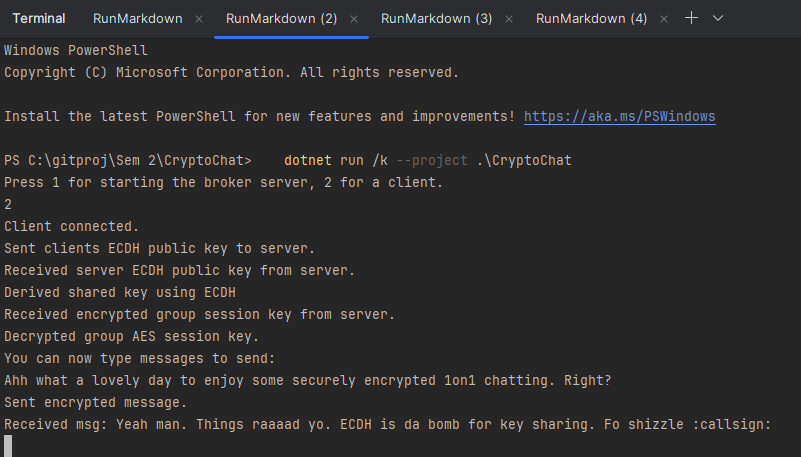 Terminal RunMarkdown × RunMarkdown (2) × RunMarkdown (3) × RunMarkdown (4) ×
Windows PowerShell
Copyright (C) Microsoft Corporation. All rights reserved.
Install the latest PowerShell for new features and improvements! https://aka.ms/PSWindows
PS C:\gitproj\Sem 2\CryptoChat>    dotnet run /k --project .\CryptoChat
Press 1 for starting the broker server, 2 for a client.
2
Client connected.
Sent clients ECDH public key to server.
Received server ECDH public key from server.
Derived shared key using ECDH
Received encrypted group session key from server.
Decrypted group AES session key.
You can now type messages to send:
Ahh what a lovely day to enjoy some securely encrypted 1on1 chatting. Right?
Sent encrypted message.
Received msg: Yeah man. Things raaaad yo. ECDH is da bomb for key sharing. Fo shizzle :callsign: